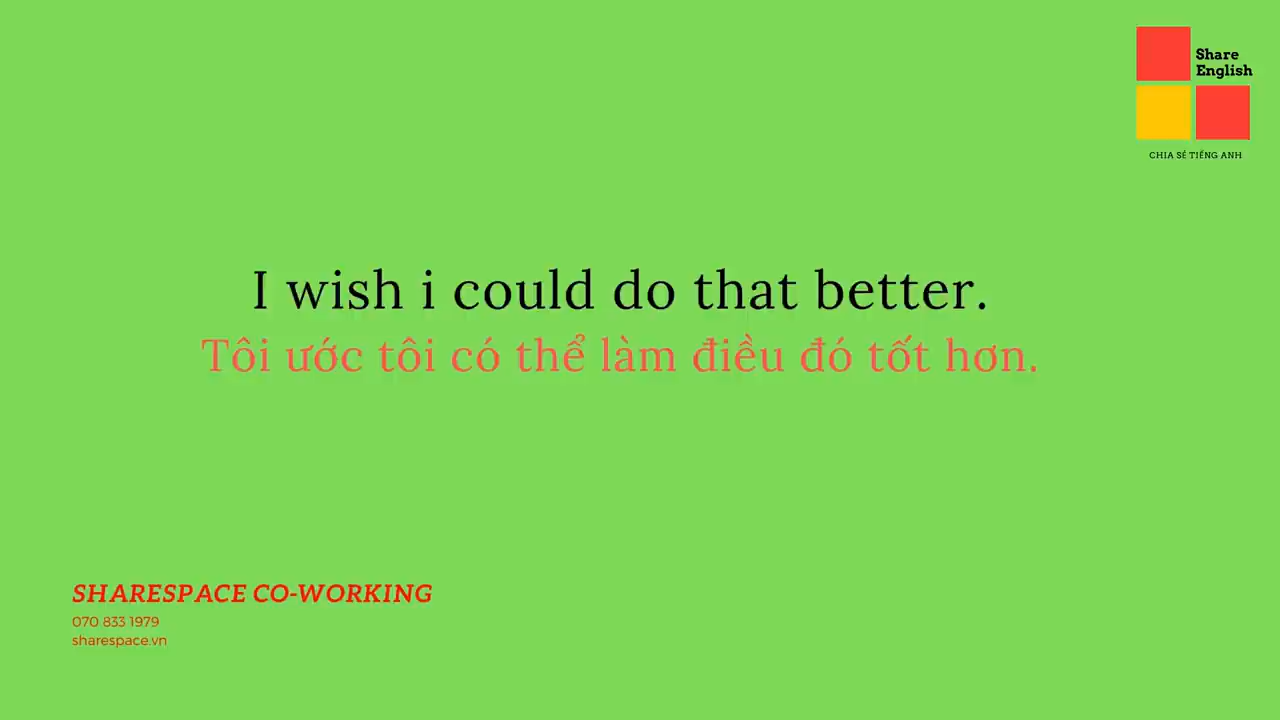 Share
English
CHIA SẺ TIẾNG ANH
I wish i could do that better.
Tôi ước tôi có thể làm điều đó tốt hơn.
SHARESPACE CO-WORKING
070 833 1979
sharespace.vn